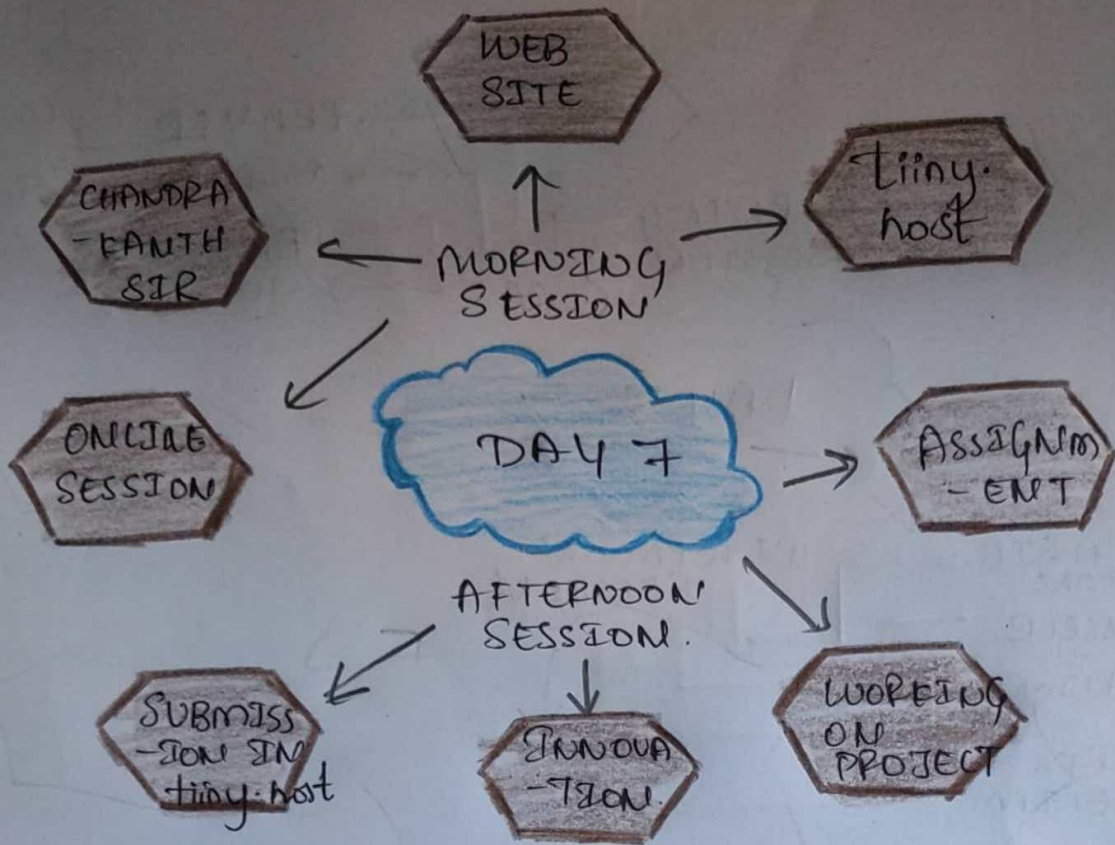 WEB
SITE
CHANDRA
-KANTH
SIR
tiiny.
host
MORNING
SESSION
ONLINE
SESSION
DAY 7
ASSIGN(m)
-ENT
AFTERNOON
SESSION.
SUBMISS
-ION IN
tiiny.host
INNOVA
-TION.
WORKING
ON
PROJECT